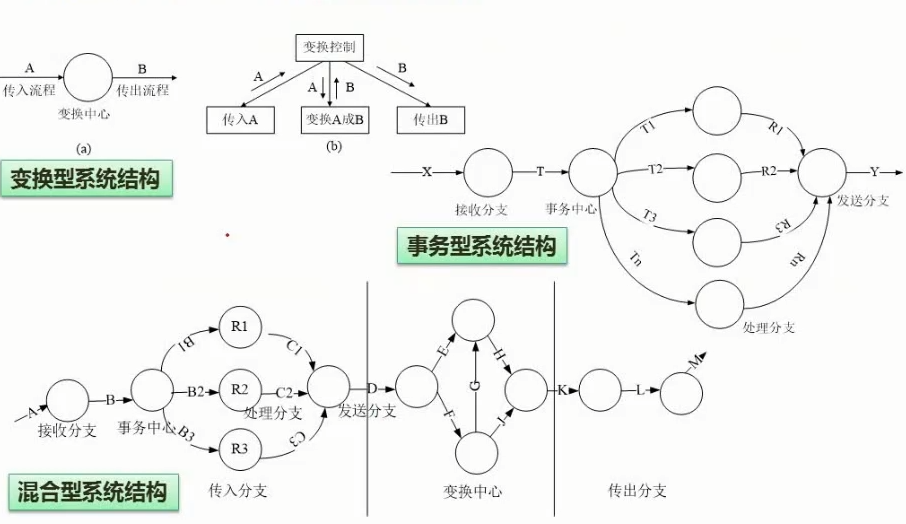 变换控制
A
B
传入流程
传出流程
变换中心
A
A
B
B
传入A
变换A成B
传出B
(a)
(b)
变换型系统结构
X
T
T1
T2
T3
Tn
R1
R2
R3
Rn
Y
接收分支
事务中心
发送分支
处理分支
事务型系统结构
A
B
B1
B2
B3
R1
R2
R3
C1
C2
C3
D
E
F
G
H
J
K
L
M
接收分支
事务中心
处理分支
发送分支
混合型系统结构
传入分支
变换中心
传出分支